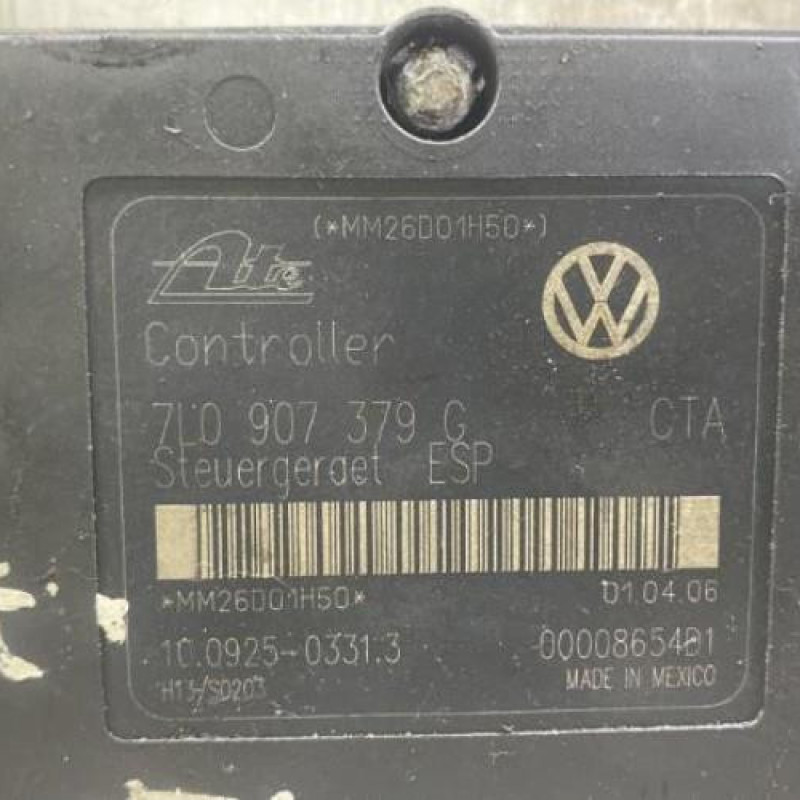 (*MM26D01H50*)
Ate
Controller
7L0 907 379 G CTA
Steuergeraet ESP
*MM26D01H50*
01.04.06
10.0925-0331.3
00008654D1
H13/SD203
MADE IN MEXICO